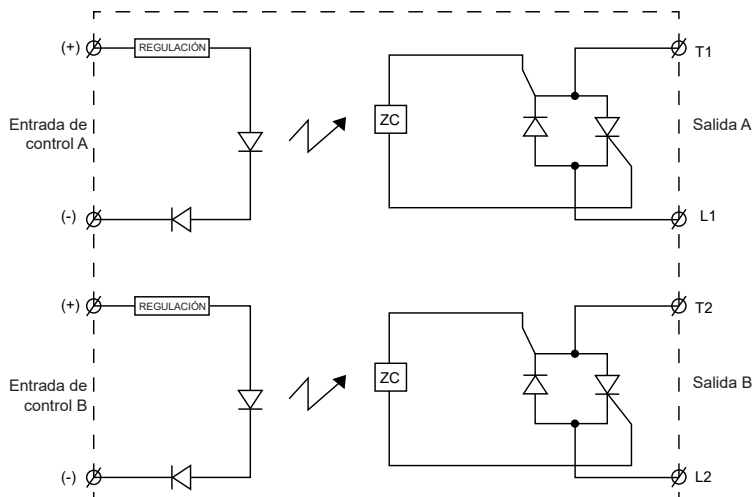 (+)
REGULACIÓN
T1
Entrada de
control A
ZC
Salida A
(-)
L1
(+)
REGULACIÓN
T2
Entrada de
control B
ZC
Salida B
(-)
L2